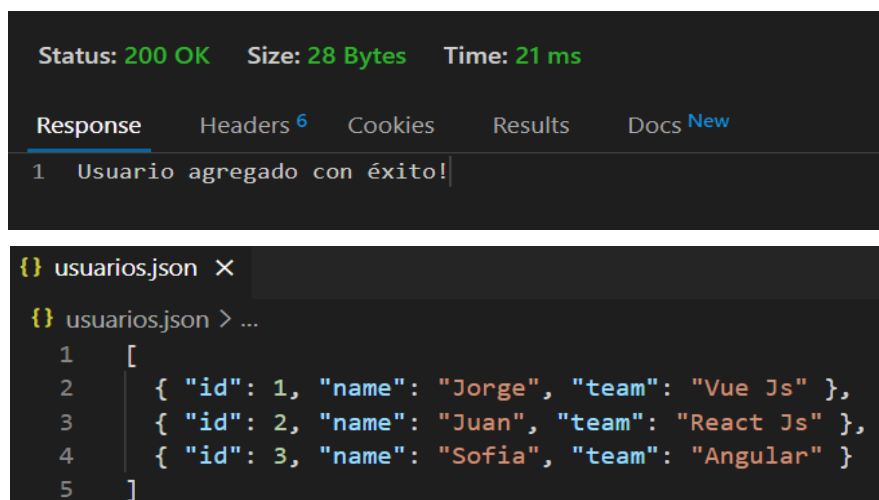 Status: 200 OK Size: 28 Bytes Time: 21 ms
Response Headers 6 Cookies Results Docs New
1 Usuario agregado con éxito!
{} usuarios.json ×
{} usuarios.json > ...
1 [
2 { "id": 1, "name": "Jorge", "team": "Vue Js" },
3 { "id": 2, "name": "Juan", "team": "React Js" },
4 { "id": 3, "name": "Sofia", "team": "Angular" }
5 ]